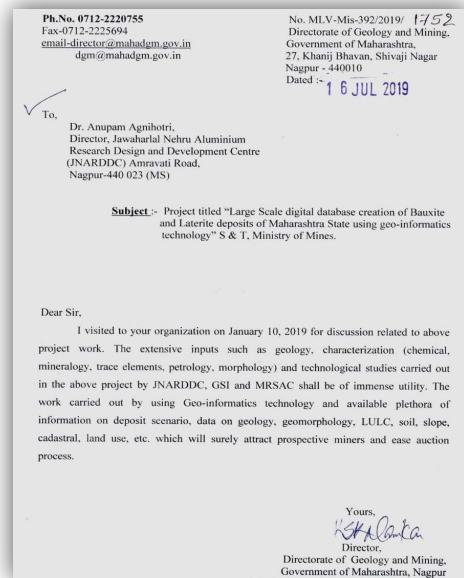 Ph.No. 0712-2220755
Fax-0712-2225694
email-director@mahadgm.gov.in
dgm@mahadgm.gov.in
No. MLV-Mis-392/2019/ 1752
Directorate of Geology and Mining,
Government of Maharashtra,
27, Khanij Bhavan, Shivaji Nagar
Nagpur - 440010
Dated :- 16 JUL 2019
To,
Dr. Anupam Agnihotri,
Director, Jawaharlal Nehru Aluminium
Research Design and Development Centre
(JNARDDC) Amravati Road,
Nagpur-440 023 (MS)
Subject :- Project titled “Large Scale digital database creation of Bauxite
and Laterite deposits of Maharashtra State using geo-informatics
technology” S & T, Ministry of Mines.
Dear Sir,
I visited to your organization on January 10, 2019 for discussion related to above
project work. The extensive inputs such as geology, characterization (chemical,
mineralogy, trace elements, petrology, morphology) and technological studies carried out
in the above project by JNARDDC, GSI and MRSAC shall be of immense utility. The
work carried out by using Geo-informatics technology and available plethora of
information on deposit scenario, data on geology, geomorphology, LULC, soil, slope,
cadastral, land use, etc. which will surely attract prospective miners and ease auction
process.
Yours,
Director,
Directorate of Geology and Mining,
Government of Maharashtra, Nagpur